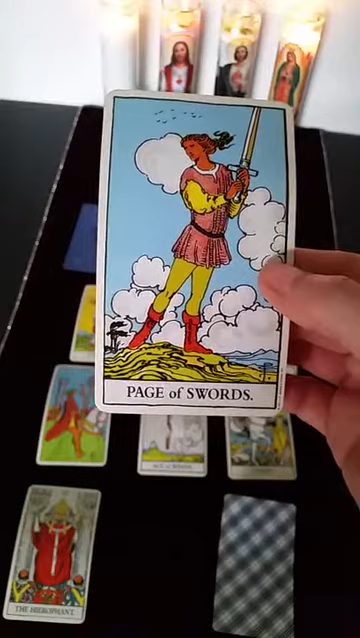 PAGE of SWORDS.
ACE of WANDS.
THE HIEROPHANT.